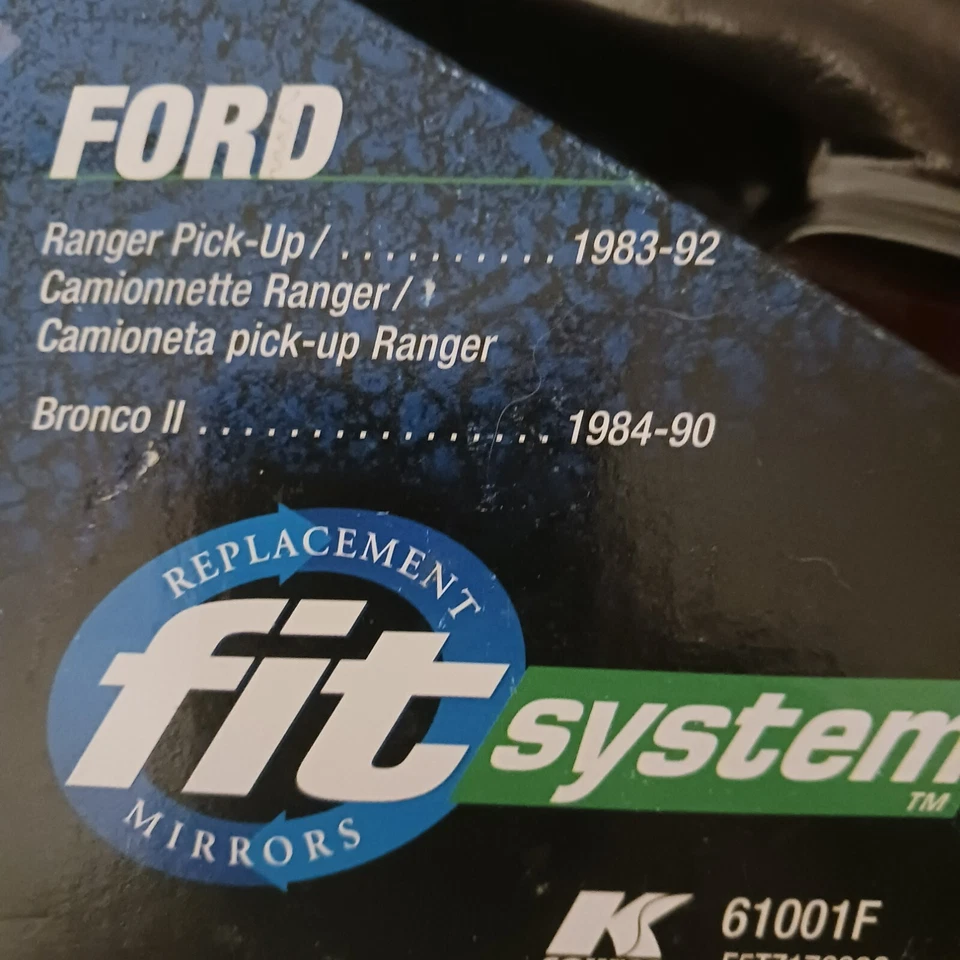 FORD
Ranger Pick-Up / . . . . . . . . . . 1983-92
Camionnette Ranger /
Camioneta pick-up Ranger
Bronco II . . . . . . . . . . . . . . . . 1984-90
REPLACEMENT
fit system
TM
MIRRORS
K 61001F